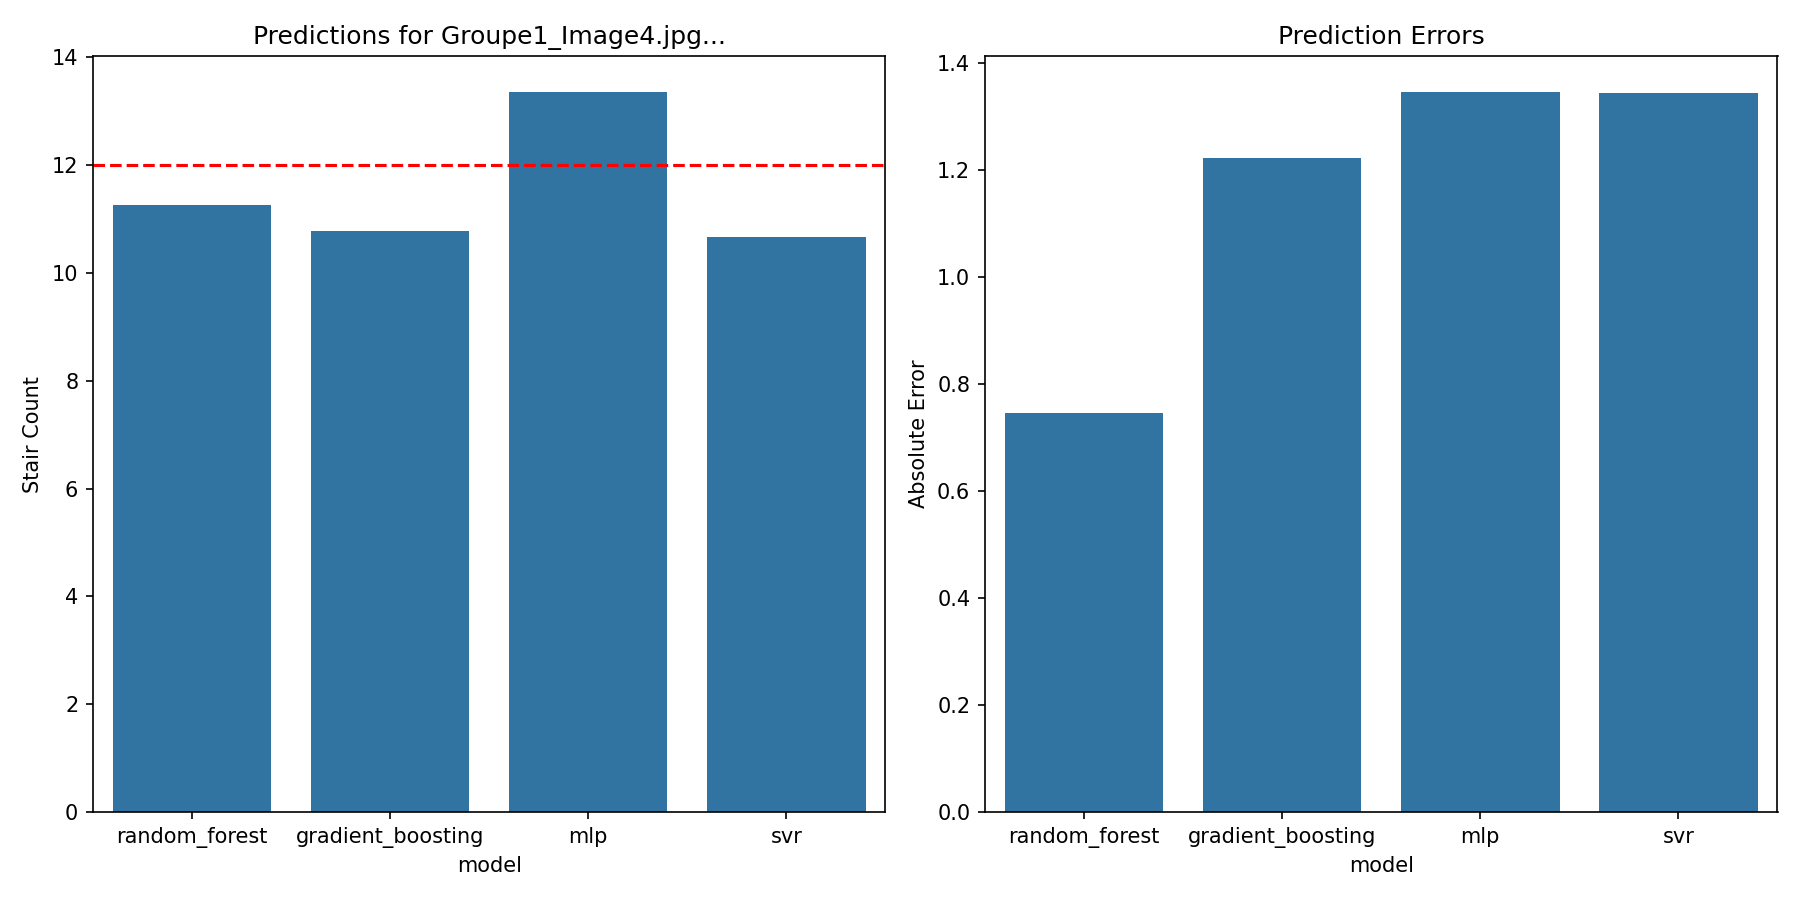 Predictions for Groupe1_Image4.jpg...
Stair Count
14
12
10
8
6
4
2
0
random_forest gradient_boosting mlp svr
model
Prediction Errors
Absolute Error
1.4
1.2
1.0
0.8
0.6
0.4
0.2
0.0
random_forest gradient_boosting mlp svr
model